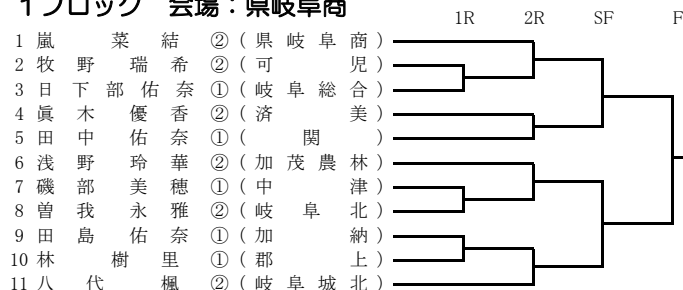 1ブロック　会場：県岐阜商
1R 2R SF F
1 嵐 菜 結 ② ( 県 岐 阜 商 )
2 牧 野 瑞 希 ② ( 可 児 )
3 日 下 部 佑 奈 ① ( 岐 阜 総 合 )
4 眞 木 優 香 ② ( 済 美 )
5 田 中 佑 奈 ① ( 関 )
6 浅 野 玲 華 ② ( 加 茂 農 林 )
7 磯 部 美 穂 ① ( 中 津 )
8 曽 我 永 雅 ② ( 岐 阜 北 )
9 田 島 佑 奈 ① ( 加 納 )
10 林 樹 里 ① ( 郡 上 )
11 八 代 楓 ② ( 岐 阜 城 北 )